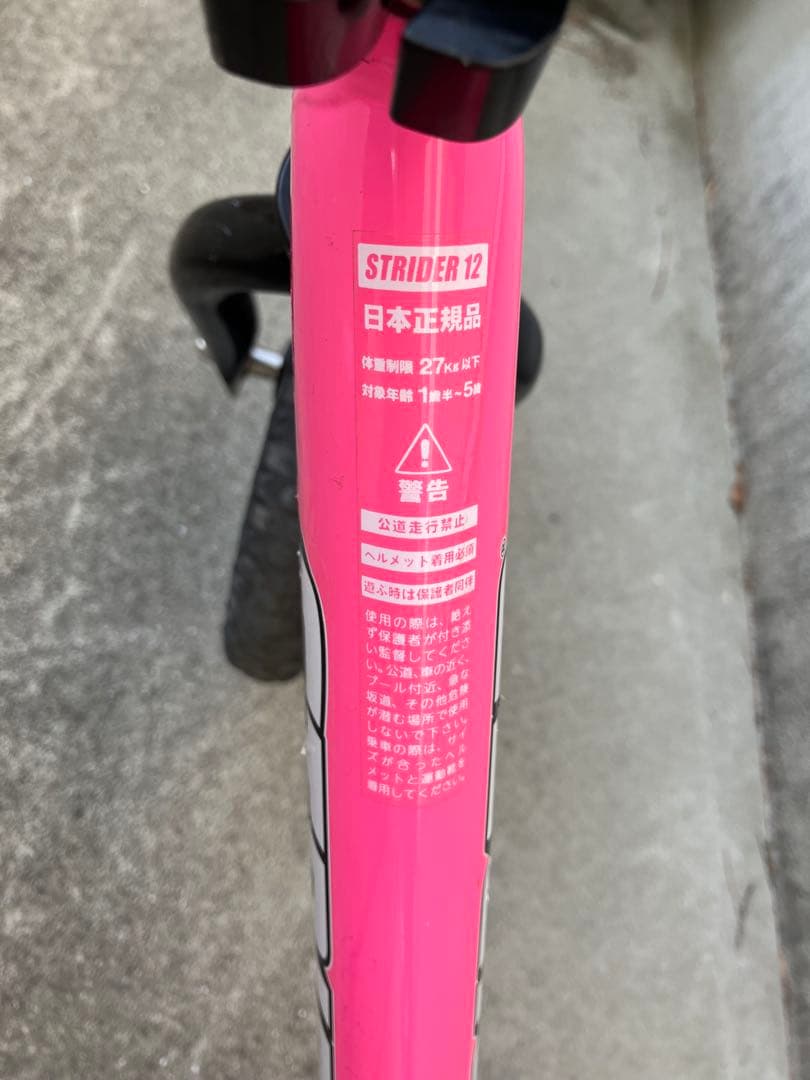 STRIDER 12
日本正規品
体重制限 27Kg 以下
対象年齢 1歳半~5歳
警告
公道走行禁止
ヘルメット着用必須
遊ぶ時は保護者同伴
使用の際は、絶え
ず保護者が付き添
い監督してくださ
い。公道、車の近く、
プール付近、急な
坂道、その他危険
が潜む場所で使用
しないで下さい。
乗車の際は、サイ
ズが合ったヘル
メットと運動靴を
着用してください。